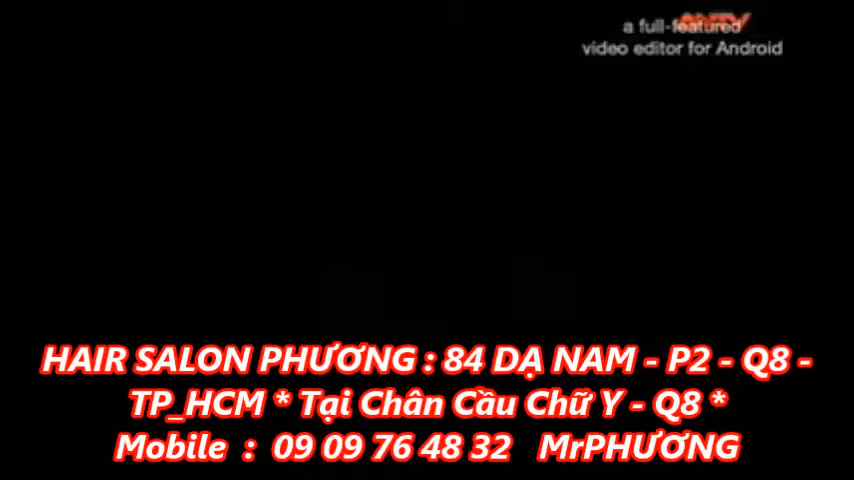 ANTV
a full-featured
video editor for Android
HAIR SALON PHƯƠNG : 84 DẠ NAM - P2 - Q8 -
TP_HCM * Tại Chân Cầu Chữ Y - Q8 *
Mobile : 09 09 76 48 32 MrPHƯƠNG